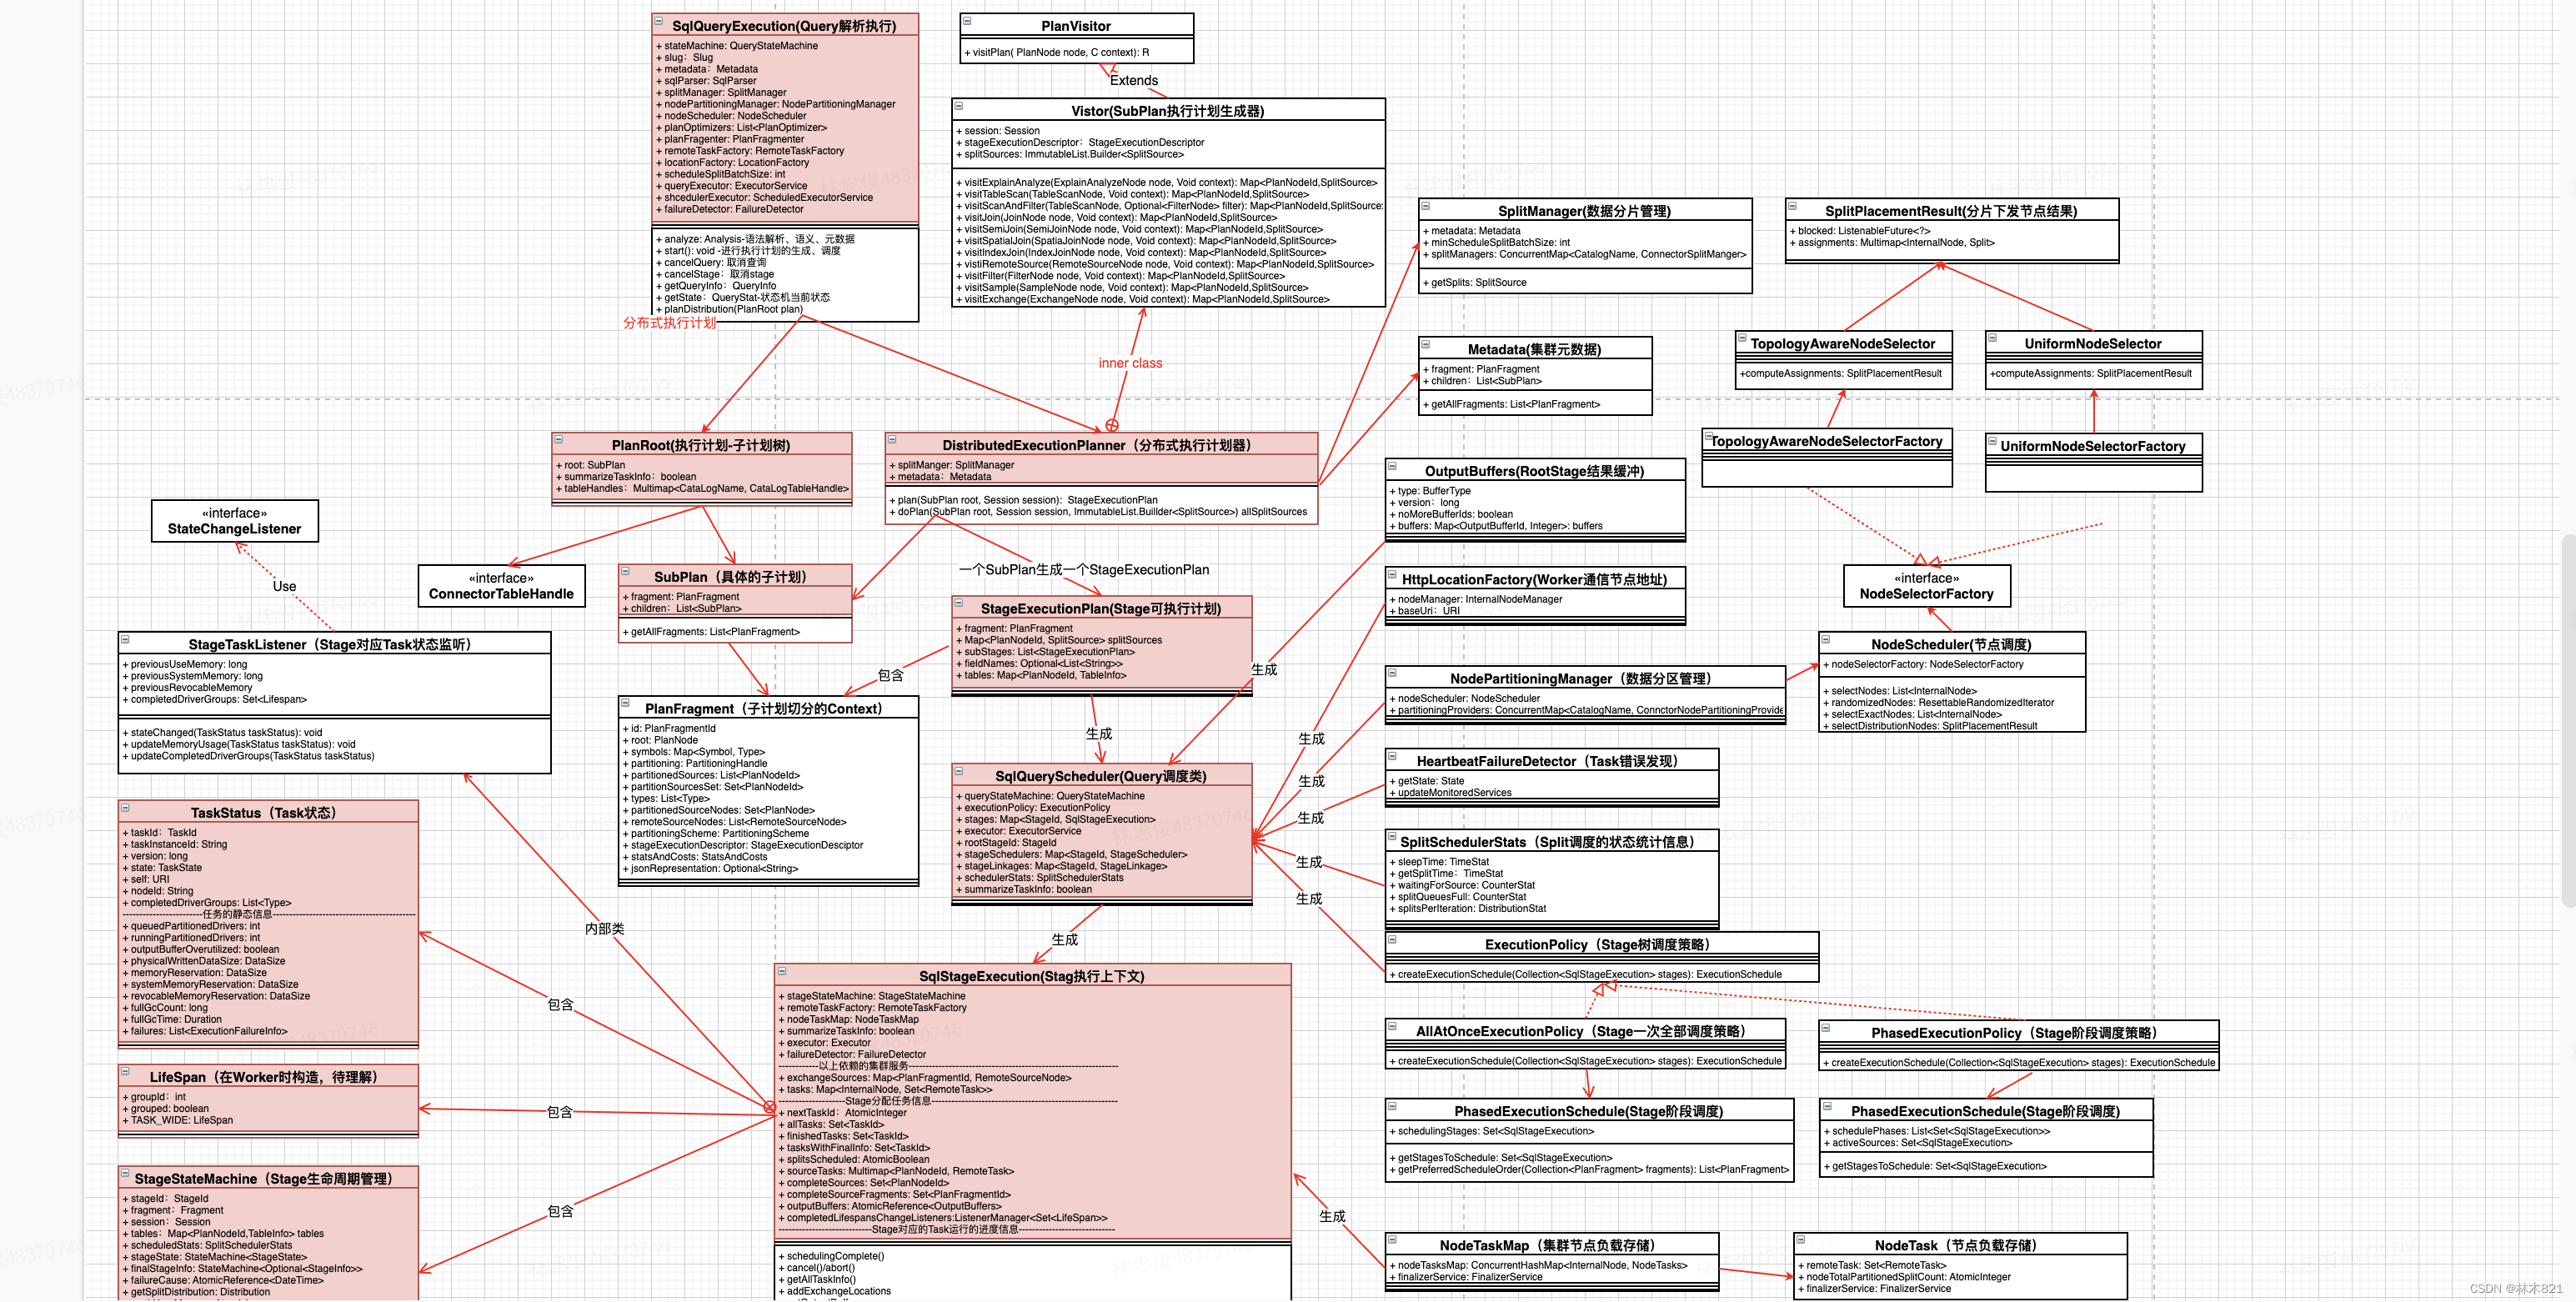 SqlQueryExecution(Query解析执行)
+ stateMachine: QueryStateMachine
+ slug：Slug
+ metadata：Metadata
+ sqlParser: SqlParser
+ splitManager: SplitManager
+ nodePartitioningManager: NodePartitioningManager
+ nodeScheduler: NodeScheduler
+ planOptimizers: List<PlanOptimizer>
+ planFragenter: PlanFragmenter
+ remoteTaskFactory: RemoteTaskFactory
+ locationFactory: LocationFactory
+ scheduleSplitBatchSize: int
+ queryExecutor: ExecutorService
+ shcedulerExecutor: ScheduledExecutorService
+ failureDetector: FailureDetector
+ analyze: Analysis-语法解析、语义、元数据
+ start(): void -进行执行计划的生成、调度
+ cancelQuery: 取消查询
+ cancelStage：取消stage
+ getQueryInfo：QueryInfo
+ getState：QueryStat-状态机当前状态
+ planDistribution(PlanRoot plan)
分布式执行计划
PlanVisitor
+ visitPlan( PlanNode node, C context): R
Extends
Vistor(SubPlan执行计划生成器)
+ session: Session
+ stageExecutionDescriptor：StageExecutionDescriptor
+ splitSources: ImmutableList.Builder<SplitSource>
+ visitExplainAnalyze(ExplainAnalyzeNode node, Void context): Map<PlanNodeId,SplitSource>
+ visitTableScan(TableScanNode, Void context): Map<PlanNodeId,SplitSource>
+ visitScanAndFilter(TableScanNode, Optional<FilterNode> filter): Map<PlanNodeId,SplitSource:
+ visitJoin(JoinNode node, Void context): Map<PlanNodeId,SplitSource>
+ visitSemiJoin(SemiJoinNode node, Void context): Map<PlanNodeId,SplitSource>
+ visitSpatialJoin(SpatiaJoinNode node, Void context): Map<PlanNodeId,SplitSource>
+ visitIndexJoin(IndexJoinNode node, Void context): Map<PlanNodeId,SplitSource>
+ vistiRemoteSource(RemoteSourceNode node, Void context): Map<PlanNodeId,SplitSource>
+ visitFilter(FilterNode node, Void context): Map<PlanNodeId,SplitSource>
+ visitSample(SampleNode node, Void context): Map<PlanNodeId,SplitSource>
+ visitExchange(ExchangeNode node, Void context): Map<PlanNodeId,SplitSource>
inner class
SplitManager(数据分片管理)
+ metadata: Metadata
+ minScheduleSplitBatchSize: int
+ splitManagers: ConcurrentMap<CatalogName, ConnectorSplitManger>
+ getSplits: SplitSource
SplitPlacementResult(分片下发节点结果)
+ blocked: ListenableFuture<?>
+ assignments: Multimap<InternalNode, Split>
Metadata(集群元数据)
+ fragment: PlanFragment
+ children：List<SubPlan>
+ getAllFragments: List<PlanFragment>
TopologyAwareNodeSelector
+computeAssignments: SplitPlacementResult
UniformNodeSelector
+computeAssignments: SplitPlacementResult
TopologyAwareNodeSelectorFactory
UniformNodeSelectorFactory
PlanRoot(执行计划-子计划树)
+ root: SubPlan
+ summarizeTaskInfo：boolean
+ tableHandles：Multimap<CataLogName, CataLogTableHandle>
DistributedExecutionPlanner（分布式执行计划器）
+ splitManger: SplitManager
+ metadata：Metadata
+ plan(SubPlan root, Session session)：StageExecutionPlan
+ doPlan(SubPlan root, Session session, ImmutableList.Buillder<SplitSource>) allSplitSources
OutputBuffers(RootStage结果缓冲)
+ type: BufferType
+ version：long
+ noMoreBufferIds: boolean
+ buffers: Map<OutputBufferId, Integer>: buffers
«interface»
StateChangeListener
Use
«interface»
ConnectorTableHandle
SubPlan（具体的子计划）
+ fragment: PlanFragment
+ children：List<SubPlan>
+ getAllFragments: List<PlanFragment>
一个SubPlan生成一个StageExecutionPlan
StageExecutionPlan(Stage可执行计划)
+ fragment: PlanFragment
+ Map<PlanNodeId, SplitSource> splitSources
+ subStages: List<StageExecutionPlan>
+ fieldNames: Optional<List<String>>
+ tables: Map<PlanNodeId, TableInfo>
HttpLocationFactory(Worker通信节点地址)
+ nodeManager: InternalNodeManager
+ baseUri：URI
«interface»
NodeSelectorFactory
NodeScheduler(节点调度)
+ nodeSelectorFactory: NodeSelectorFactory
+ selectNodes: List<InternalNode>
+ randomizedNodes: ResettableRandomizedIterator
+ selectExactNodes: List<InternalNode>
+ selectDistributionNodes: SplitPlacementResult
StageTaskListener（Stage对应Task状态监听）
+ previousUseMemory: long
+ previousSystemMemory: long
+ previousRevocableMemory
+ completedDriverGroups: Set<Lifespan>
+ stateChanged(TaskStatus taskStatus): void
+ updateMemoryUsage(TaskStatus taskStatus): void
+ updateCompletedDriverGroups(TaskStatus taskStatus)
包含
生成
NodePartitioningManager（数据分区管理）
+ nodeScheduler: NodeScheduler
+ partitioningProviders: ConcurrentMap<CatalogName, ConnctorNodePartitioningProvide
PlanFragment（子计划切分的Context）
+ id: PlanFragmentId
+ root: PlanNode
+ symbols: Map<Symbol, Type>
+ partitioning: PartitioningHandle
+ partitionedSources: List<PlanNodeId>
+ partitionSourcesSet: Set<PlanNodeId>
+ types: List<Type>
+ partitionedSourceNodes: Set<PlanNode>
+ remoteSourceNodes: List<RemoteSourceNode>
+ partitioningScheme: PartitioningScheme
+ stageExecutionDescriptor: StageExecutionDesciptor
+ statsAndCosts: StatsAndCosts
+ jsonRepresentation: Optional<String>
生成
生成
HeartbeatFailureDetector（Task错误发现）
+ getState: State
+ updateMonitoredServices
SqlQueryScheduler(Query调度类)
+ queryStateMachine: QueryStateMachine
+ executionPolicy: ExecutionPolicy
+ stages: Map<StageId, SqlStageExecution>
+ executor: ExecutorService
+ rootStageId: StageId
+ stageSchedulers: Map<StageId, StageScheduler>
+ stageLinkages: Map<StageId, StageLinkage>
+ schedulerStats: SplitSchedulerStats
+ summarizeTaskInfo: boolean
生成
生成
生成
生成
SplitSchedulerStats（Split调度的状态统计信息）
+ sleepTime: TimeStat
+ getSplitTime：TimeStat
+ waitingForSource: CounterStat
+ splitQueuesFull: CounterStat
+ splitsPerIteration: DistributionStat
TaskStatus（Task状态）
+ taskId：TaskId
+ taskInstanceId: String
+ version: long
+ state: TaskState
+ self: URI
+ nodeId: String
+ completedDriverGroups: List<Type>
------------------------任务的静态信息------------------------------------------
+ queuedPartitionedDrivers: int
+ runningPartitionedDrivers: int
+ outputBufferOverutilized: boolean
+ physicalWrittenDataSize: DataSize
+ memoryReservation: DataSize
+ systemMemoryReservation: DataSize
+ revocableMemoryReservation: DataSize
+ fullGcCount: long
+ fullGcTime: Duration
+ failures: List<ExecutionFailureInfo>
内部类
生成
ExecutionPolicy（Stage树调度策略）
+ createExecutionSchedule(Collection<SqlStageExecution> stages): ExecutionSchedule
SqlStageExecution(Stag执行上下文)
+ stageStateMachine: StageStateMachine
+ remoteTaskFactory: RemoteTaskFactory
+ nodeTaskMap: NodeTaskMap
+ summarizeTaskInfo: boolean
+ executor: Executor
+ failureDetector: FailureDetector
------------以上依赖的集群服务----------------------------------------------------------------
+ exchangeSources: Map<PlanFragmentId, RemoteSourceNode>
+ tasks: Map<InternalNode, Set<RemoteTask>>
--------------------Stage分配任务信息---------------------------------------------------------
+ nextTaskId：AtomicInteger
+ allTasks: Set<TaskId>
+ finishedTasks: Set<TaskId>
+ tasksWithFinalInfo: Set<TaskId>
+ splitsScheduled: AtomicBoolean
+ sourceTasks: Multimap<PlanNodeId, RemoteTask>
+ completeSources: Set<PlanNodeId>
+ completeSourceFragments: Set<PlanFragmentId>
+ outputBuffers: AtomicReference<OutputBuffers>
+ completedLifespansChangeListeners:ListenerManager<Set<LifeSpan>>
----------------------------Stage对应的Task运行的进度信息-----------------------------
+ schedulingComplete()
+ cancel()/abort()
+ getAllTaskInfo()
+ addExchangeLocations
包含
包含
包含
AllAtOnceExecutionPolicy（Stage一次全部调度策略）
+ createExecutionSchedule(Collection<SqlStageExecution> stages): ExecutionSchedule
PhasedExecutionPolicy（Stage阶段调度策略）
+ createExecutionSchedule(Collection<SqlStageExecution> stages): ExecutionSchedule
LifeSpan（在Worker时构造，待理解）
+ groupId：int
+ grouped: boolean
+ TASK_WIDE: LifeSpan
PhasedExecutionSchedule(Stage阶段调度)
+ schedulingStages: Set<SqlStageExecution>
+ getStagesToSchedule: Set<SqlStageExecution>
+ getPreferredScheduleOrder(Collection<PlanFragment> fragments): List<PlanFragment>
PhasedExecutionSchedule(Stage阶段调度)
+ schedulePhases: List<Set<SqlStageExecution>>
+ activeSources: Set<SqlStageExecution>
+ getStagesToSchedule: Set<SqlStageExecution>
StageStateMachine（Stage生命周期管理）
+ stageId：StageId
+ fragment：Fragment
+ session：Session
+ tables：Map<PlanNodeId,TableInfo> tables
+ scheduledStats: SplitSchedulerStats
+ stageState: StateMachine<StageState>
+ finalStageInfo: StateMachine<Optional<StageInfo>>
+ failureCause: AtomicReference<DateTime>
+ getSplitDistribution: Distribution
生成
NodeTaskMap（集群节点负载存储）
+ nodeTasksMap: ConcurrentHashMap<InternalNode, NodeTasks>
+ finalizerService: FinalizerService
NodeTask（节点负载存储）
+ remoteTask: Set<RemoteTask>
+ nodeTotalPartitionedSplitCount: AtomicInteger
+ finalizerService: FinalizerService
CSDN @林木821